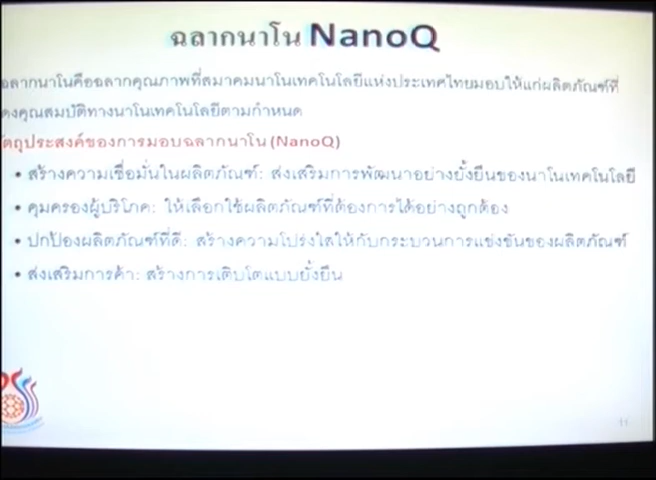 ฉลากนาโน NanoQ
ฉลากนาโนคือฉลากคุณภาพที่สมาคมนาโนเทคโนโลยีแห่งประเทศไทยมอบให้แก่ผลิตภัณฑ์ที่
ดงคุณสมบัติทางนาโนเทคโนโลยีตามกำหนด
วัตถุประสงค์ของการมอบฉลากนาโน (NanoQ)
• สร้างความเชื่อมั่นในผลิตภัณฑ์: ส่งเสริมการพัฒนาอย่างยั่งยืนของนาโนเทคโนโลยี
• คุมครองผู้บริโภค: ให้เลือกใช้ผลิตภัณฑ์ที่ต้องการได้อย่างถูกต้อง
• ปกป้องผลิตภัณฑ์ที่ดี: สร้างความโปร่งใสให้กับกระบวนการแข่งขันของผลิตภัณฑ์
• ส่งเสริมการค้า: สร้างการเติบโตแบบยั่งยืน
11